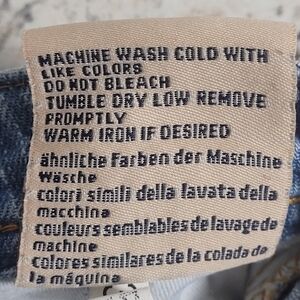 MACHINE WASH COLD WITH
LIKE COLORS
DO NOT BLEACH
TUMBLE DRY LOW REMOVE
PROMPTLY
WARM IRON IF DESIRED
ähnliche Farben der Maschine
Wäsche
colori simili della lavata della
macchina
couleurs semblables de lavage de
machine
colores similares de la colada de
la máquina